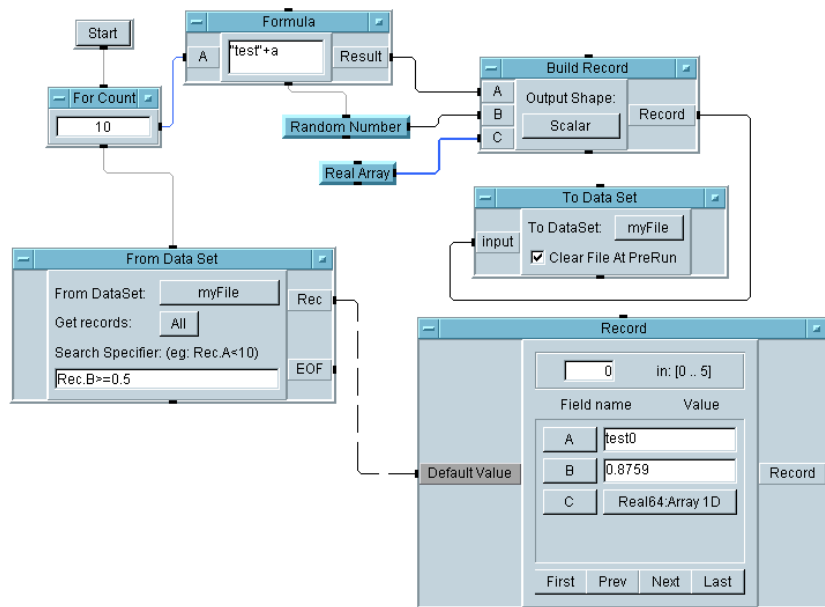 Start
For Count
10
Formula
A
"test"+a
Result
Random Number
Real Array
Build Record
A
B
C
Output Shape:
Scalar
Record
To Data Set
input
To DataSet:
myFile
Clear File At PreRun
From Data Set
From DataSet:
myFile
Get records:
All
Search Specifier: (eg: Rec.A<10)
Rec.B>=0.5
Rec
EOF
Record
Default Value
0
in: [0 .. 5]
Field name Value
A test0
B 0.8759
C Real64:Array 1D
First Prev Next Last
Record